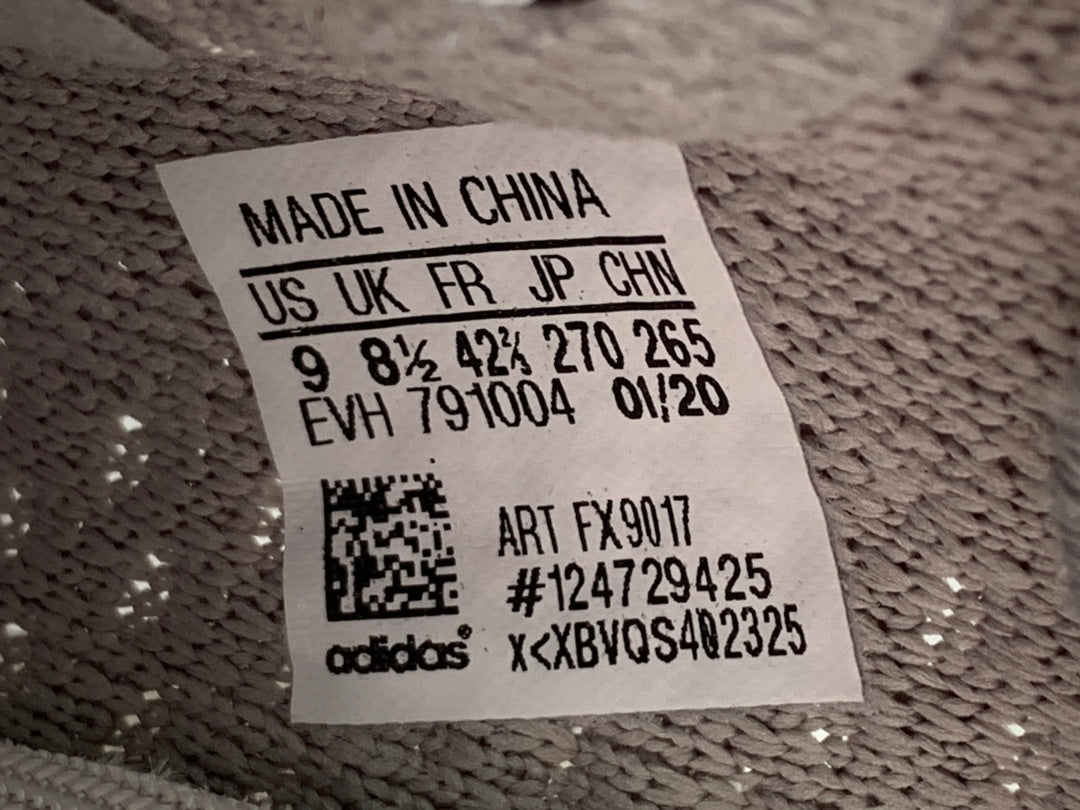 MADE IN CHINA
US UK FR JP CHN
9 8½ 42⅔ 270 265
EVH 791004 01/20
ART FX9017
#124729425
adidas® x<XBVQS402325